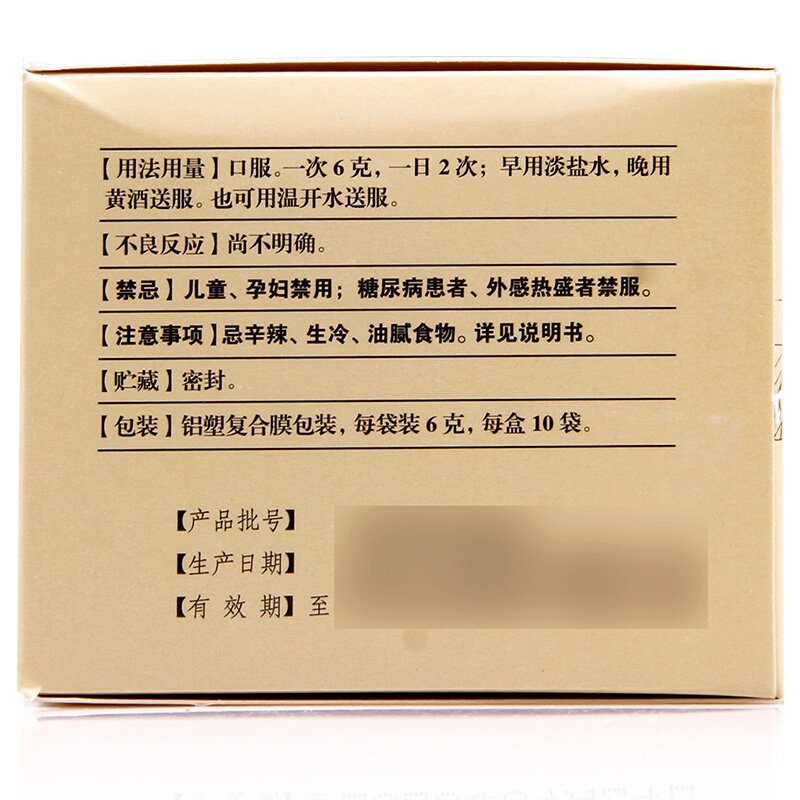 【用法用量】口服。一次6克，一日2次；早用淡盐水，晚用
黄酒送服。也可用温开水送服。
【不良反应】尚不明确。
【禁忌】儿童、孕妇禁用；糖尿病患者、外感热盛者禁服。
【注意事项】忌辛辣、生冷、油腻食物。详见说明书。
【贮藏】密封。
【包装】铝塑复合膜包装，每袋装6克，每盒10袋。
【产品批号】
【生产日期】
【有效期】至